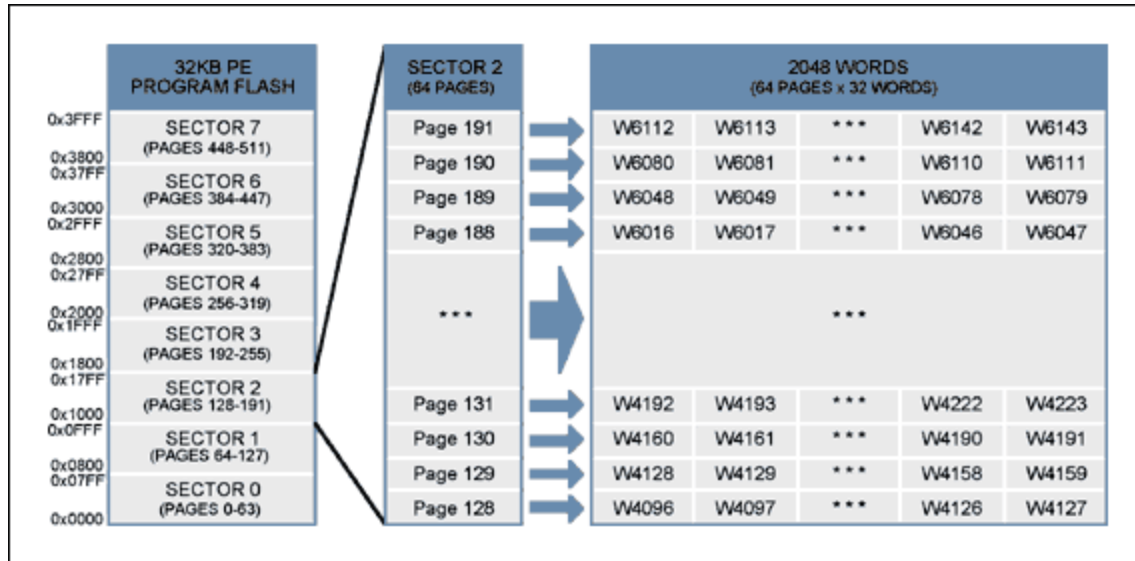 32KB PE
PROGRAM FLASH
0x3FFF
SECTOR 7
(PAGES 448-511)
0x3800
0x37FF
SECTOR 6
(PAGES 384-447)
0x3000
0x2FFF
SECTOR 5
(PAGES 320-383)
0x2800
0x27FF
SECTOR 4
(PAGES 256-319)
0x2000
0x1FFF
SECTOR 3
(PAGES 192-255)
0x1800
0x17FF
SECTOR 2
(PAGES 128-191)
0x1000
0x0FFF
SECTOR 1
(PAGES 64-127)
0x0800
0x07FF
SECTOR 0
(PAGES 0-63)
0x0000
SECTOR 2
(64 PAGES)
2048 WORDS
(64 PAGES x 32 WORDS)
Page 191 W6112 W6113 * * * W6142 W6143
Page 190 W6080 W6081 * * * W6110 W6111
Page 189 W6048 W6049 * * * W6078 W6079
Page 188 W6016 W6017 * * * W6046 W6047
* * * * * *
Page 131 W4192 W4193 * * * W4222 W4223
Page 130 W4160 W4161 * * * W4190 W4191
Page 129 W4128 W4129 * * * W4158 W4159
Page 128 W4096 W4097 * * * W4126 W4127